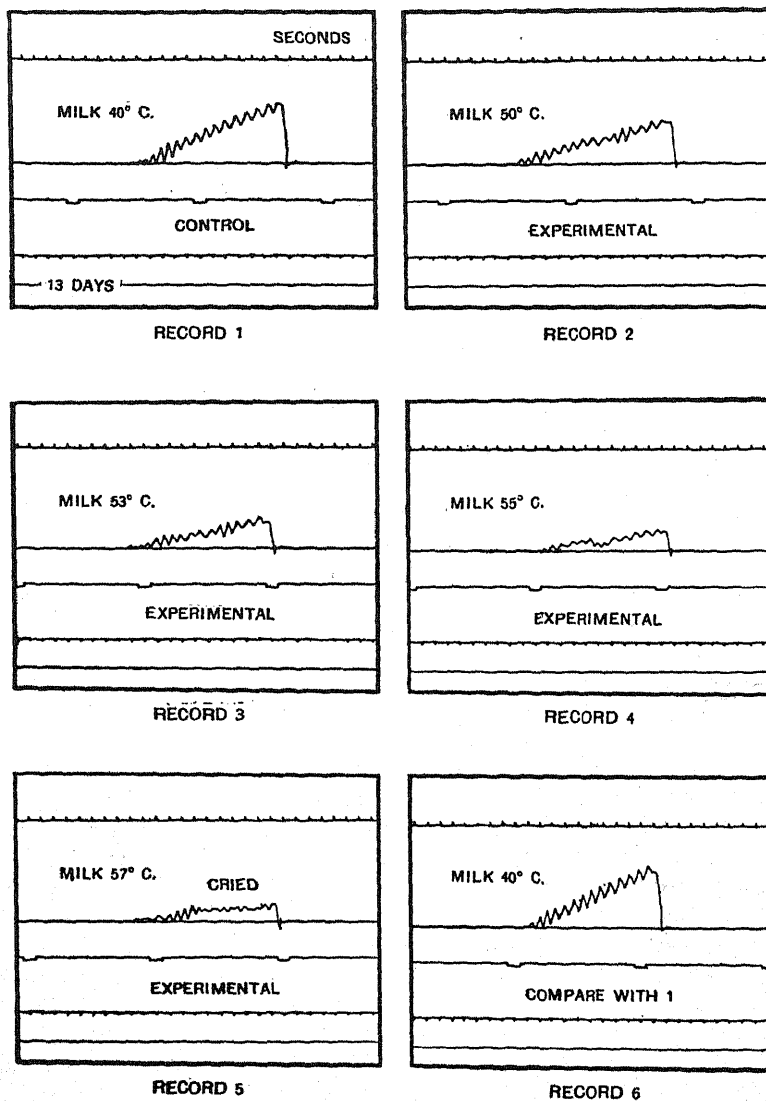 SECONDS
MILK 40° C.
CONTROL
13 DAYS
RECORD 1
MILK 50° C.
EXPERIMENTAL
RECORD 2
MILK 53° C.
EXPERIMENTAL
RECORD 3
MILK 55° C.
EXPERIMENTAL
RECORD 4
MILK 57° C.
CRIED
EXPERIMENTAL
RECORD 5
MILK 40° C.
COMPARE WITH 1
RECORD 6